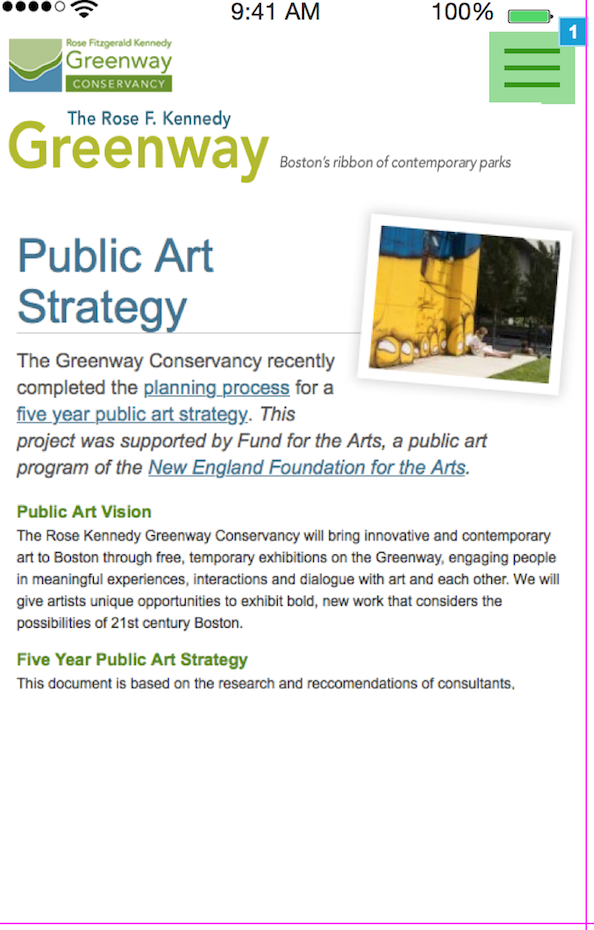 9:41 AM 100%
1
Rose Fitzgerald Kennedy
Greenway
CONSERVANCY
The Rose F. Kennedy
Greenway Boston's ribbon of contemporary parks
Public Art
Strategy
The Greenway Conservancy recently
completed the planning process for a
five year public art strategy. This
project was supported by Fund for the Arts, a public art
program of the New England Foundation for the Arts.
Public Art Vision
The Rose Kennedy Greenway Conservancy will bring innovative and contemporary
art to Boston through free, temporary exhibitions on the Greenway, engaging people
in meaningful experiences, interactions and dialogue with art and each other. We will
give artists unique opportunities to exhibit bold, new work that considers the
possibilities of 21st century Boston.
Five Year Public Art Strategy
This document is based on the research and reccomendations of consultants,